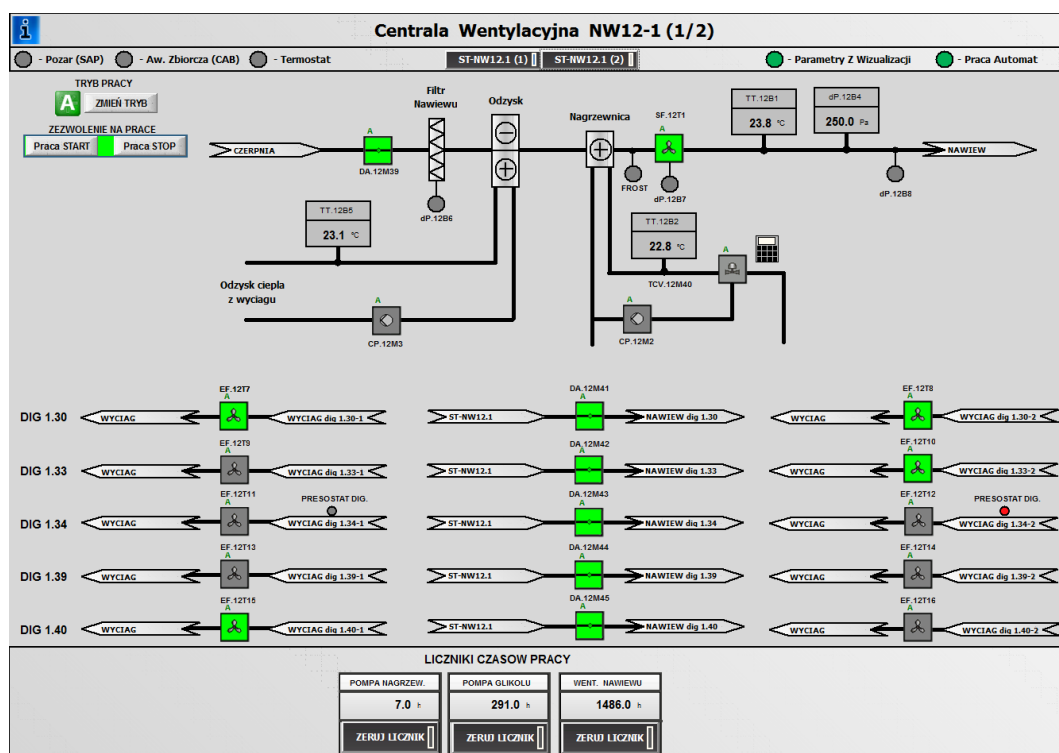 Centrala Wentylacyjna NW12-1 (1/2)
- Pozar (SAP) - Aw. Zbiorcza (CAB) - Termostat ST-NW12.1 (1) ST-NW12.1 (2) - Parametry Z Wizualizacji - Praca Automat
TRYB PRACY
A ZMIEŃ TRYB
ZEZWOLENIE NA PRACE
Praca START Praca STOP
Filtr
Nawiewu
Odzysk
Nagrzewnica
SF.12T1
A
TT.12B1
23.8 °C
dP.12B4
250.0 Pa
CZERPNIA
A
DA.12M39
NAWIEW
FROST
dP.12B7
dP.12B8
dP.12B6
TT.12B5
23.1 °C
TT.12B2
22.8 °C
A
TCV.12M40
Odzysk ciepla
z wyciagu
A
CP.12M3
A
CP.12M2
EF.12T7 DA.12M41 EF.12T8
A A A
DIG 1.30 WYCIAG WYCIAG dig 1.30-1 ST-NW12.1 NAWIEW dig 1.30 WYCIAG WYCIAG dig 1.30-2
EF.12T9 DA.12M42 EF.12T10
A A A
DIG 1.33 WYCIAG WYCIAG dig 1.33-1 ST-NW12.1 NAWIEW dig 1.33 WYCIAG WYCIAG dig 1.33-2
EF.12T11 PRESOSTAT DIG. DA.12M43 EF.12T12 PRESOSTAT DIG.
A A A
DIG 1.34 WYCIAG WYCIAG dig 1.34-1 ST-NW12.1 NAWIEW dig 1.34 WYCIAG WYCIAG dig 1.34-2
EF.12T13 DA.12M44 EF.12T14
A A A
DIG 1.39 WYCIAG WYCIAG dig 1.39-1 ST-NW12.1 NAWIEW dig 1.39 WYCIAG WYCIAG dig 1.39-2
EF.12T15 DA.12M45 EF.12T16
A A A
DIG 1.40 WYCIAG WYCIAG dig 1.40-1 ST-NW12.1 NAWIEW dig 1.40 WYCIAG WYCIAG dig 1.40-2
LICZNIKI CZASOW PRACY
POMPA NAGRZEW. POMPA GLIKOLU WENT. NAWIEWU
7.0 h 291.0 h 1486.0 h
ZERUJ LICZNIK ZERUJ LICZNIK ZERUJ LICZNIK